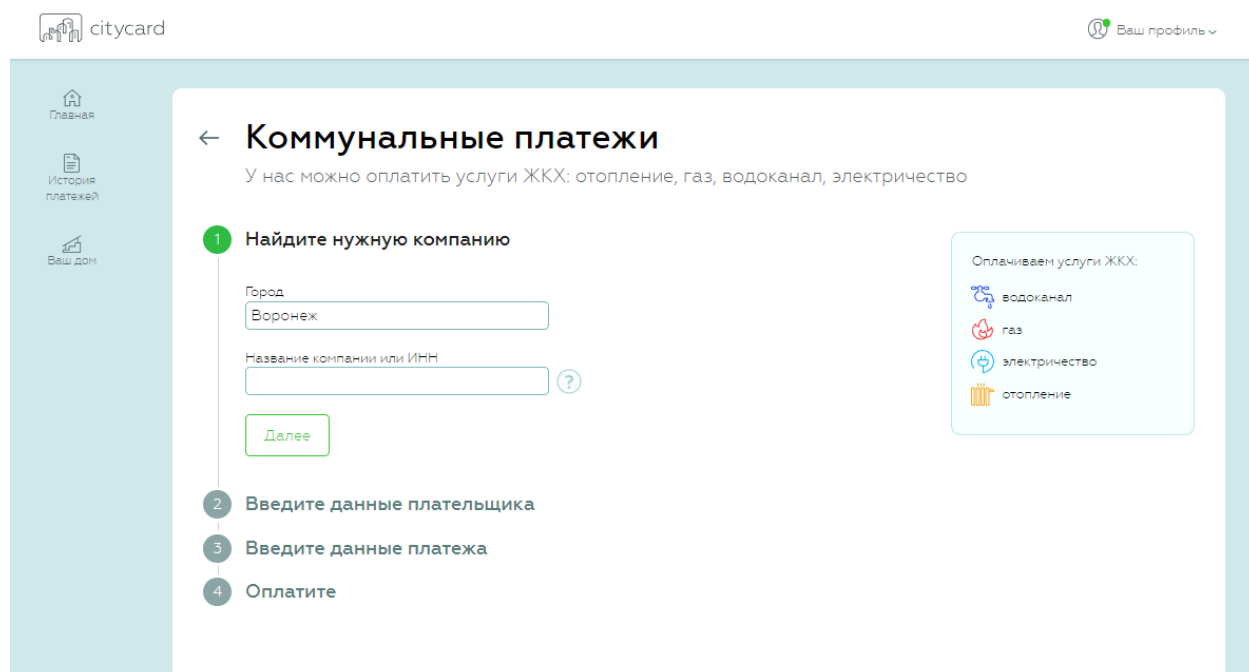 citycard
Ваш профиль
Главная
История
платежей
Ваш дом
Коммунальные платежи
У нас можно оплатить услуги ЖКХ: отопление, газ, водоканал, электричество
1 Найдите нужную компанию
Город
Воронеж
Название компании или ИНН
?
Далее
2 Введите данные плательщика
3 Введите данные платежа
4 Оплатите
Оплачиваем услуги ЖКХ:
водоканал
газ
электричество
отопление